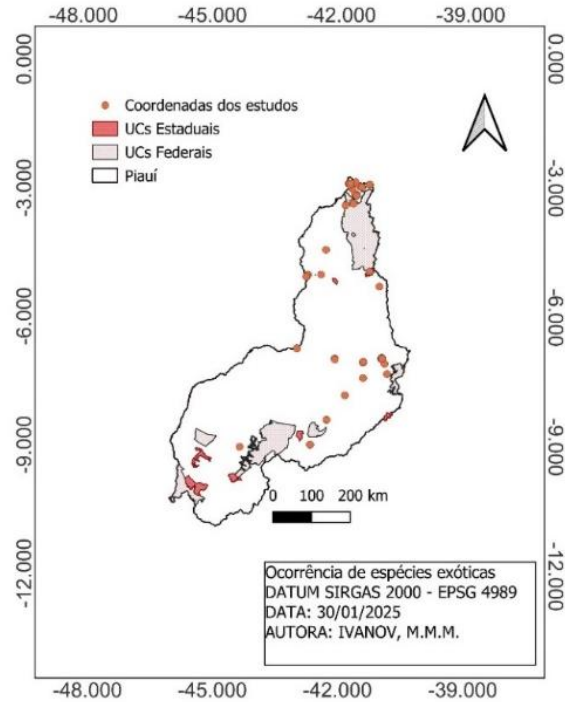 -48.000 -45.000 -42.000 -39.000
0.000
0.000
Coordenadas dos estudos
UCs Estaduais
UCs Federais
Piauí
-3.000
-3.000
-6.000
-6.000
-9.000
-9.000
0 100 200 km
-12.000
-12.000
Ocorrência de espécies exóticas
DATUM SIRGAS 2000 - EPSG 4989
DATA: 30/01/2025
AUTORA: IVANOV, M.M.M.
-48.000 -45.000 -42.000 -39.000